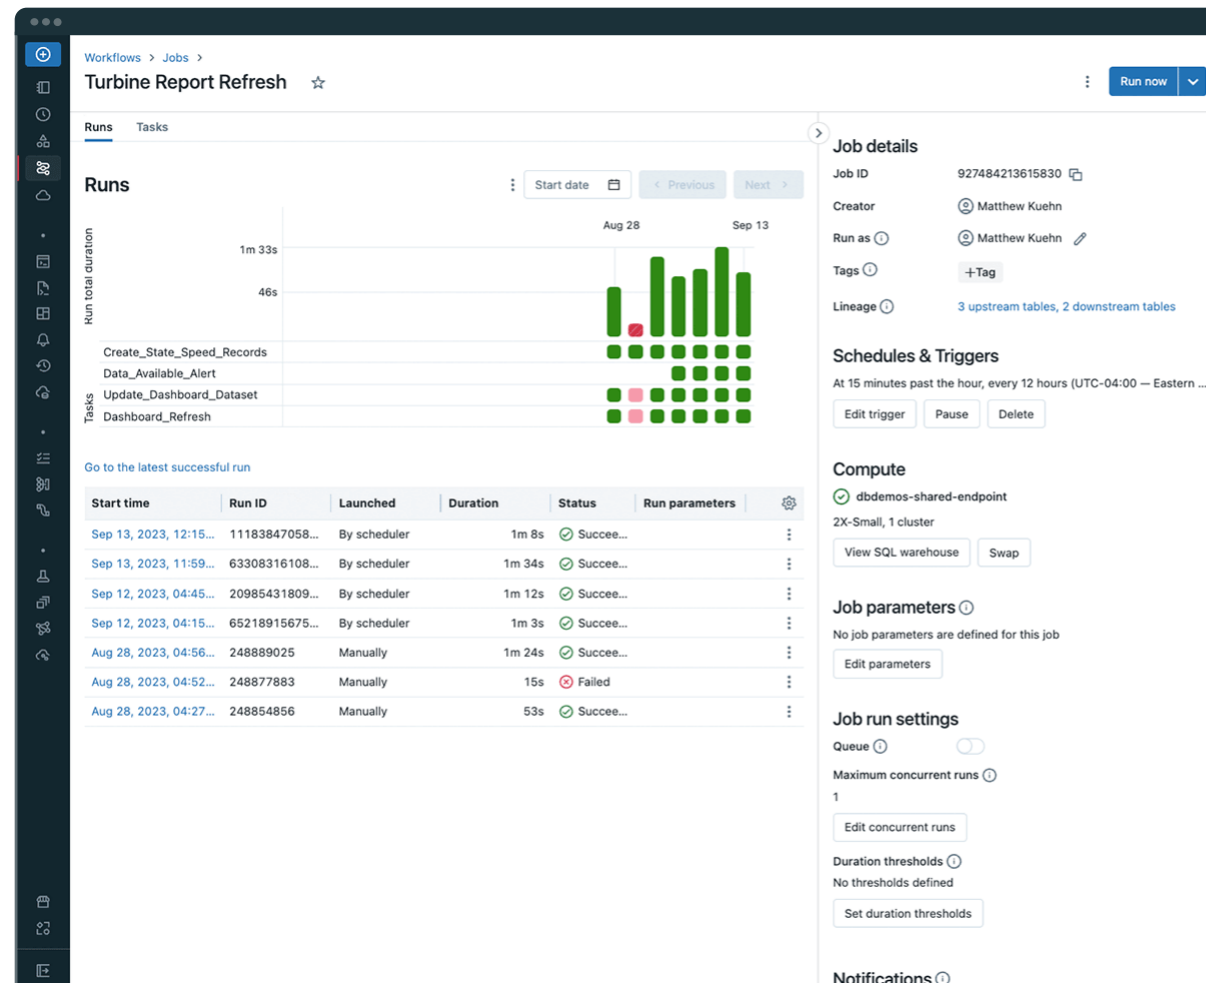 Workflows > Jobs >
Turbine Report Refresh
Run now
Runs Tasks
Runs
Start date
< Previous
Next >
Aug 28 Sep 13
Run total duration
1m 33s
46s
Tasks
Create_State_Speed_Records
Data_Available_Alert
Update_Dashboard_Dataset
Dashboard_Refresh
Go to the latest successful run
Start time Run ID Launched Duration Status Run parameters
Sep 13, 2023, 12:15... 11183847058... By scheduler 1m 8s Succee...
Sep 13, 2023, 11:59... 63308316108... By scheduler 1m 34s Succee...
Sep 12, 2023, 04:45... 20985431809... By scheduler 1m 12s Succee...
Sep 12, 2023, 04:15... 65218915675... By scheduler 1m 3s Succee...
Aug 28, 2023, 04:56... 248889025 Manually 1m 24s Succee...
Aug 28, 2023, 04:52... 248877883 Manually 15s Failed
Aug 28, 2023, 04:27... 248854856 Manually 53s Succee...
Job details
Job ID 927484213615830
Creator Matthew Kuehn
Run as Matthew Kuehn
Tags +Tag
Lineage 3 upstream tables, 2 downstream tables
Schedules & Triggers
At 15 minutes past the hour, every 12 hours (UTC-04:00 — Eastern ...
Edit trigger Pause Delete
Compute
dbdemos-shared-endpoint
2X-Small, 1 cluster
View SQL warehouse Swap
Job parameters
No job parameters are defined for this job
Edit parameters
Job run settings
Queue
Maximum concurrent runs
1
Edit concurrent runs
Duration thresholds
No thresholds defined
Set duration thresholds
Notifications